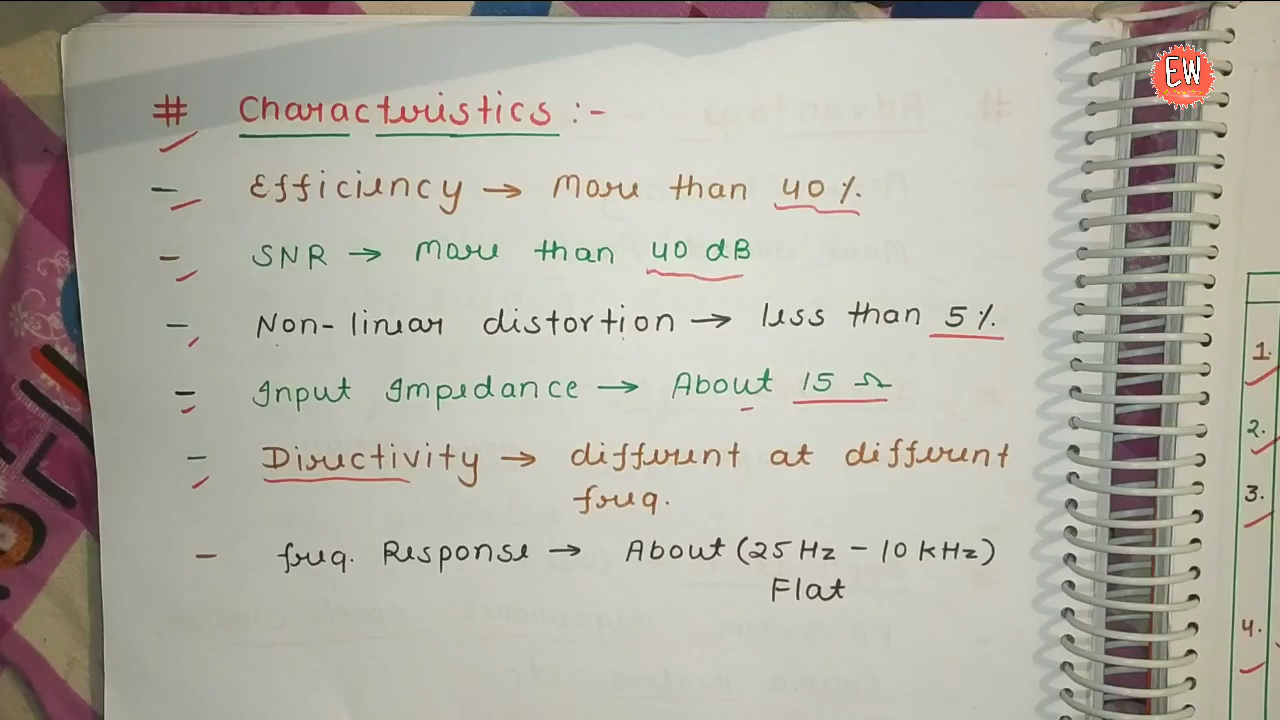 EW
# Characteristics :-
- Efficiency → More than 40 %.
- SNR → More than 40 dB
- Non-linear distortion → less than 5 %.
- Input Impedance → About 15 Ω
- Directivity → different at different
freq.
- freq. Response → About (25 Hz - 10 kHz)
Flat
1.
2.
3.
4.